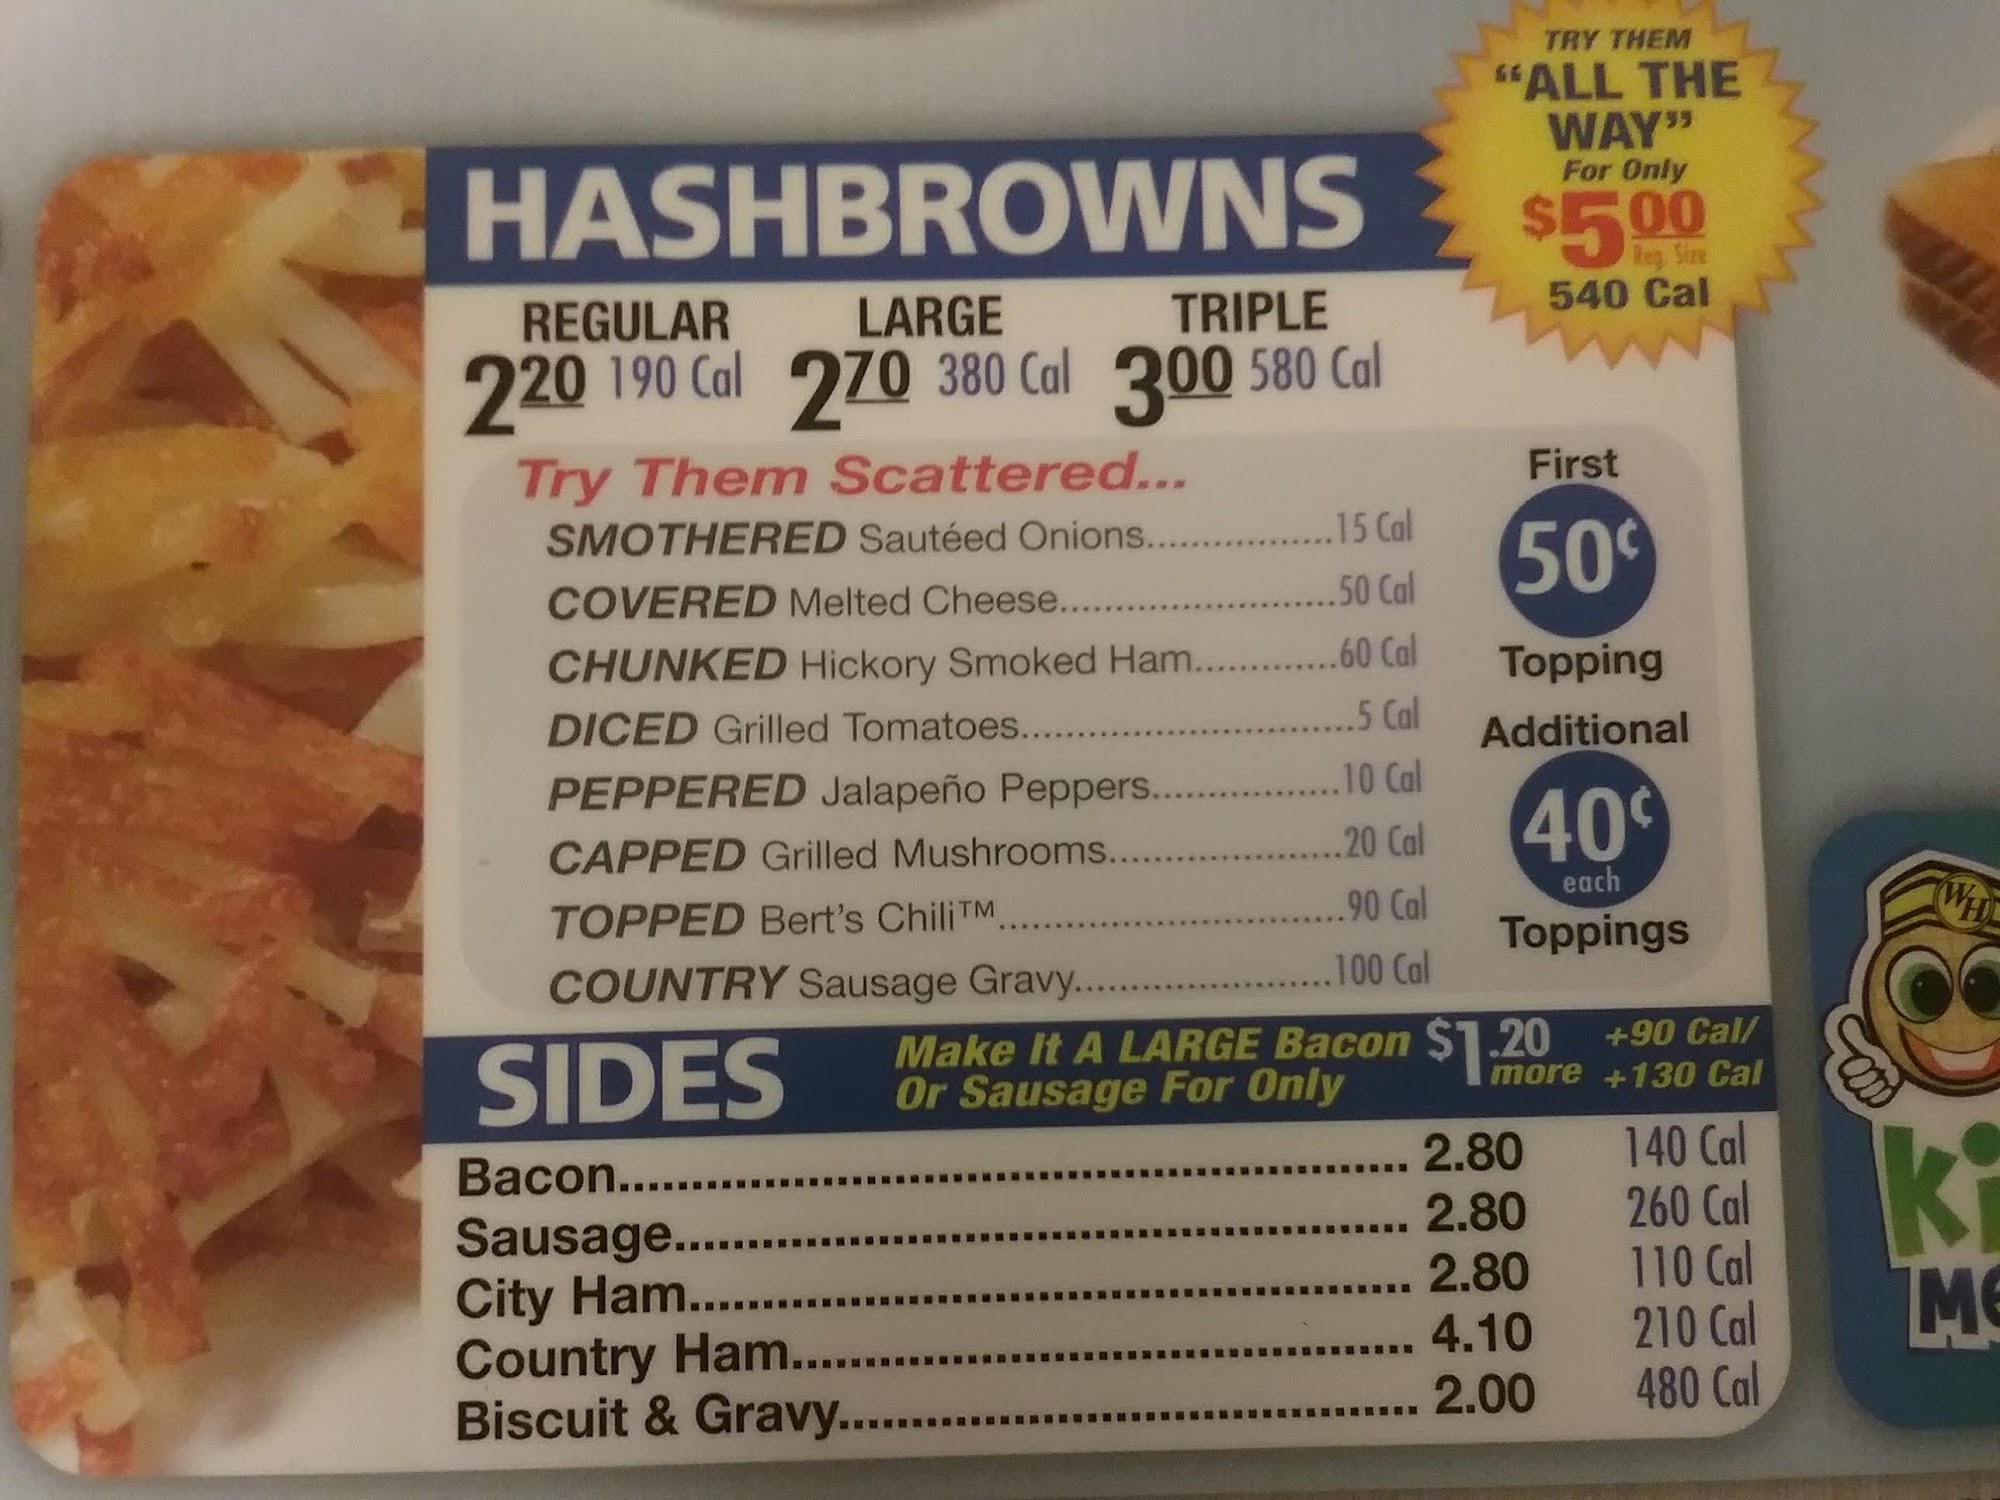 TRY THEM
“ALL THE
WAY”
For Only
$5.00
Reg. Size
540 Cal
HASHBROWNS
REGULAR LARGE TRIPLE
2.20 190 Cal 2.70 380 Cal 3.00 580 Cal
Try Them Scattered...
SMOTHERED Sautéed Onions.................15 Cal
COVERED Melted Cheese.........................50 Cal
CHUNKED Hickory Smoked Ham.............60 Cal
DICED Grilled Tomatoes..............................5 Cal
PEPPERED Jalapeño Peppers.................10 Cal
CAPPED Grilled Mushrooms.....................20 Cal
TOPPED Bert’s Chili™...............................90 Cal
COUNTRY Sausage Gravy.......................100 Cal
First
50¢
Topping
Additional
40¢
each
Toppings
SIDES
Make It A LARGE Bacon
Or Sausage For Only
$1.20
more
+90 Cal/
+130 Cal
Bacon...................................................... 2.80 140 Cal
Sausage.................................................. 2.80 260 Cal
City Ham................................................. 2.80 110 Cal
Country Ham.......................................... 4.10 210 Cal
Biscuit & Gravy....................................... 2.00 480 Cal
WH